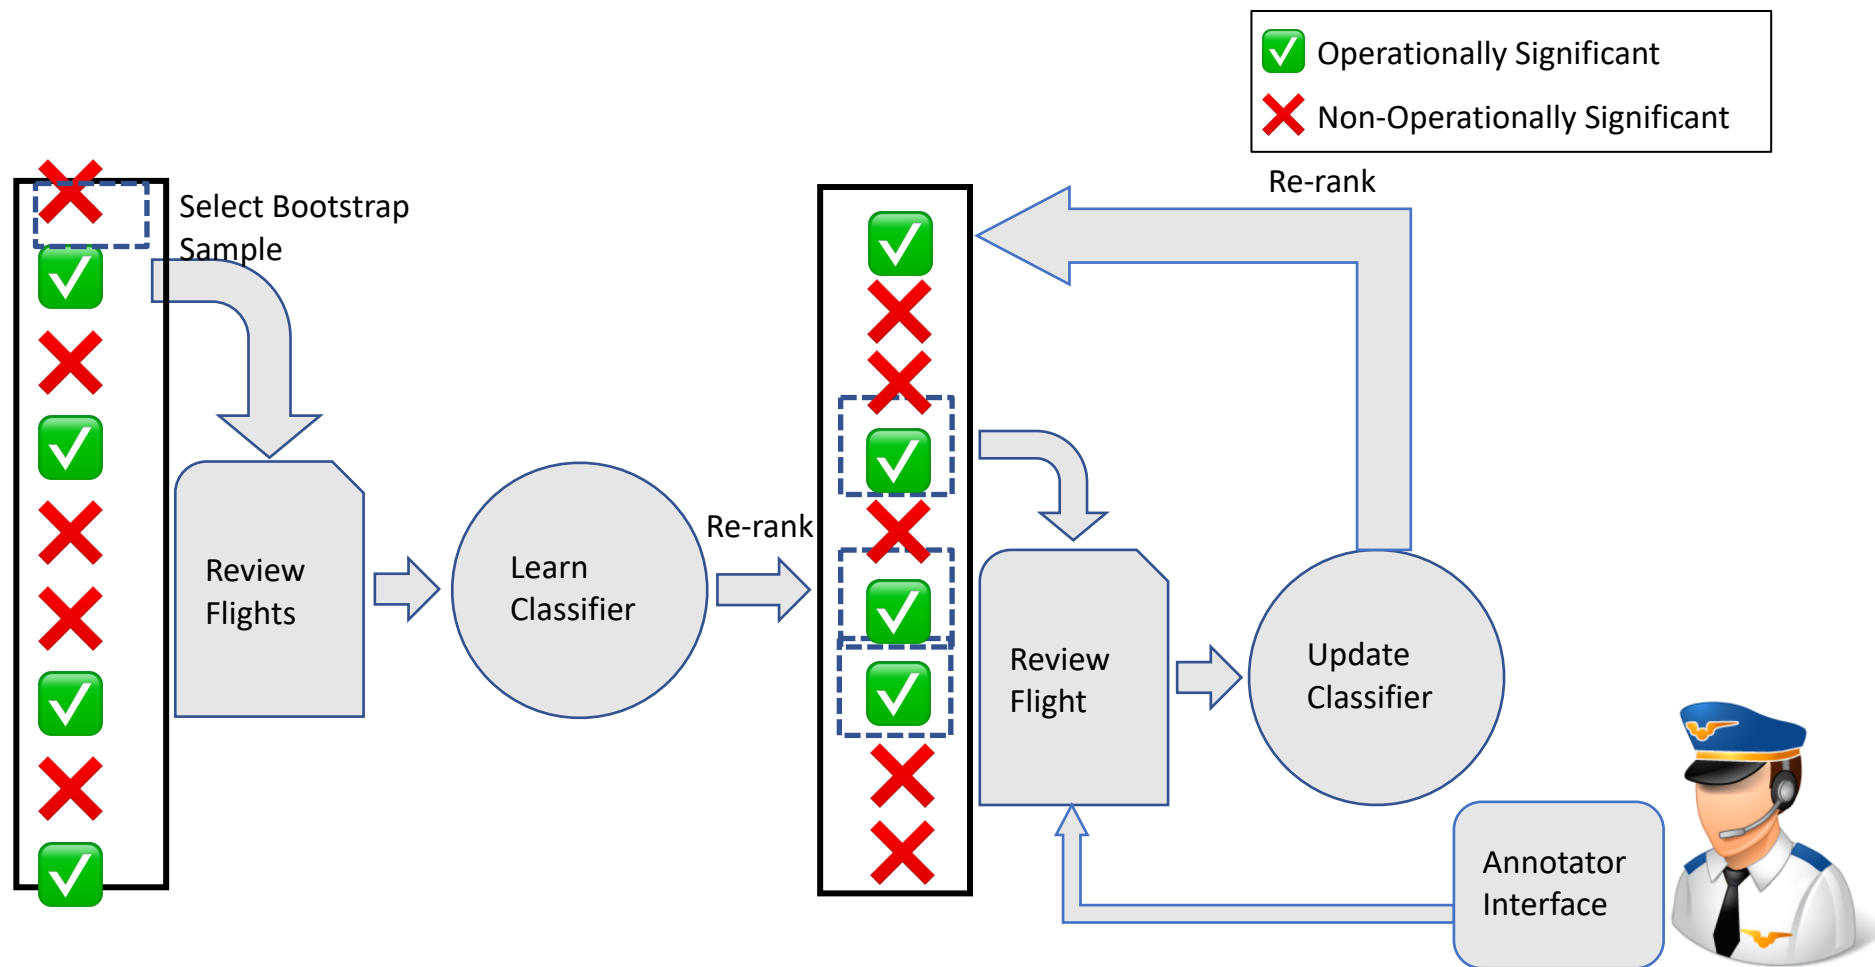 Operationally Significant
Non-Operationally Significant
Re-rank
Select Bootstrap
Sample
Re-rank
Review
Flights
Learn
Classifier
Review
Flight
Update
Classifier
Annotator
Interface